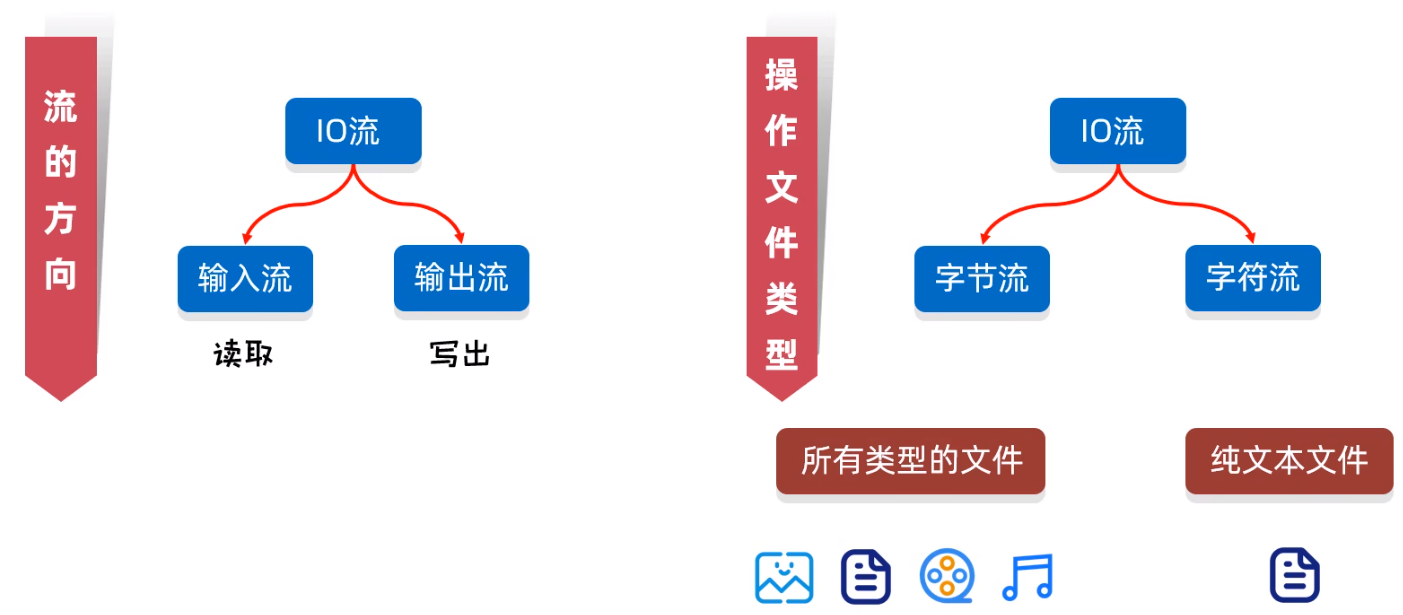 流的方向
IO流
输入流
输出流
读取
写出
操作文件类型
IO流
字节流
字符流
所有类型的文件
纯文本文件